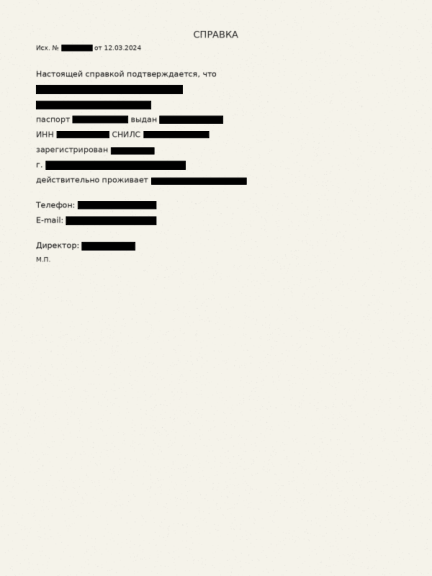 СПРАВКА
Исх. № от 12.03.2024
Настоящей справкой подтверждается, что
паспорт выдан
ИНН СНИЛС
зарегистрирован
г.
действительно проживает
Телефон:
E-mail:
Директор:
М.П.